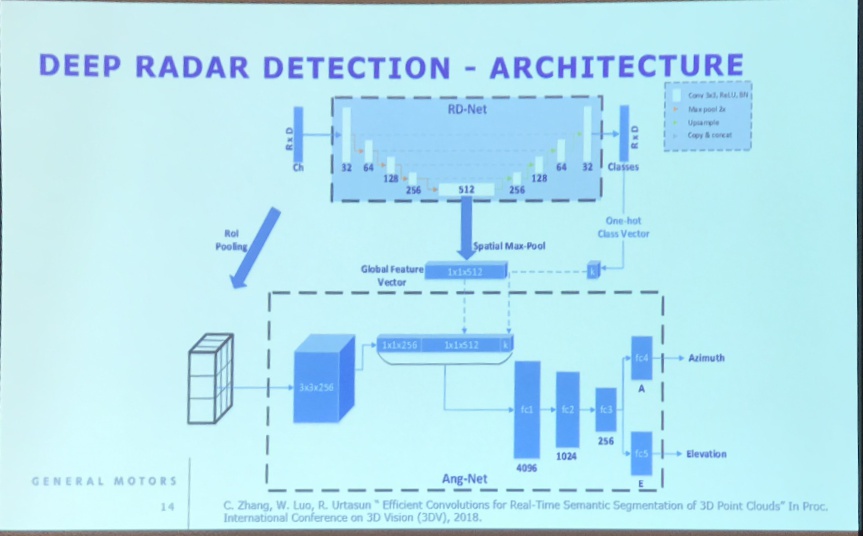 DEEP RADAR DETECTION - ARCHITECTURE
RD-Net
Conv 3x3, ReLU, BN
Max pool 2x
Upsample
Copy & concat
R x D
Ch
32
64
128
256
512
256
128
64
32
R x D
Classes
RoI
Pooling
Spatial Max-Pool
One-hot
Class Vector
Global Feature
Vector
1x1x512
k
3x3x256
1x1x256
1x1x512
k
fc1
4096
fc2
1024
fc3
256
fc4
A
Azimuth
fc5
E
Elevation
Ang-Net
GENERAL MOTORS
14
C. Zhang, W. Luo, R. Urtasun “ Efficient Convolutions for Real-Time Semantic Segmentation of 3D Point Clouds” In Proc.
International Conference on 3D Vision (3DV), 2018.